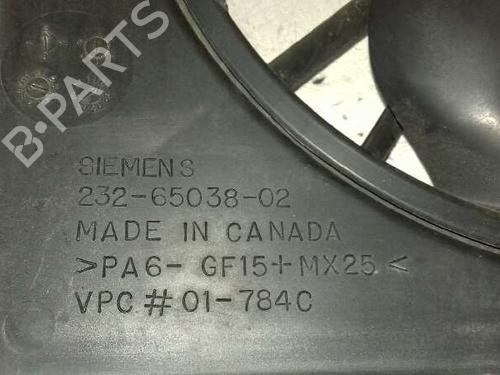 B-PARTS
SIEMENS
232-65038-02
MADE IN CANADA
>PA6- GF15+MX25<
VPC # 01-784C